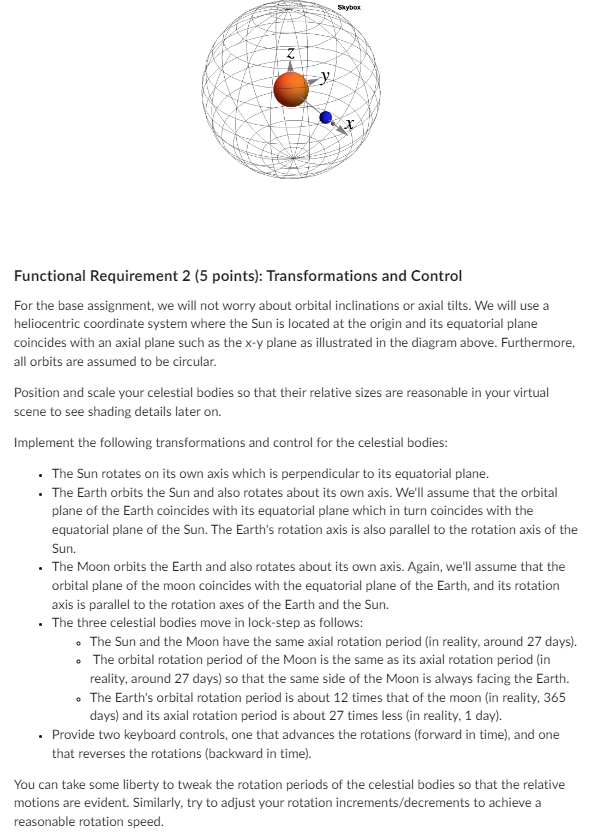 Skybox
z
y
x
Functional Requirement 2 (5 points): Transformations and Control
For the base assignment, we will not worry about orbital inclinations or axial tilts. We will use a
heliocentric coordinate system where the Sun is located at the origin and its equatorial plane
coincides with an axial plane such as the x-y plane as illustrated in the diagram above. Furthermore,
all orbits are assumed to be circular.
Position and scale your celestial bodies so that their relative sizes are reasonable in your virtual
scene to see shading details later on.
Implement the following transformations and control for the celestial bodies:
• The Sun rotates on its own axis which is perpendicular to its equatorial plane.
• The Earth orbits the Sun and also rotates about its own axis. We'll assume that the orbital
plane of the Earth coincides with its equatorial plane which in turn coincides with the
equatorial plane of the Sun. The Earth's rotation axis is also parallel to the rotation axis of the
Sun.
• The Moon orbits the Earth and also rotates about its own axis. Again, we'll assume that the
orbital plane of the moon coincides with the equatorial plane of the Earth, and its rotation
axis is parallel to the rotation axes of the Earth and the Sun.
• The three celestial bodies move in lock-step as follows:
◦ The Sun and the Moon have the same axial rotation period (in reality, around 27 days).
◦ The orbital rotation period of the Moon is the same as its axial rotation period (in
reality, around 27 days) so that the same side of the Moon is always facing the Earth.
◦ The Earth's orbital rotation period is about 12 times that of the moon (in reality, 365
days) and its axial rotation period is about 27 times less (in reality, 1 day).
• Provide two keyboard controls, one that advances the rotations (forward in time), and one
that reverses the rotations (backward in time).
You can take some liberty to tweak the rotation periods of the celestial bodies so that the relative
motions are evident. Similarly, try to adjust your rotation increments/decrements to achieve a
reasonable rotation speed.